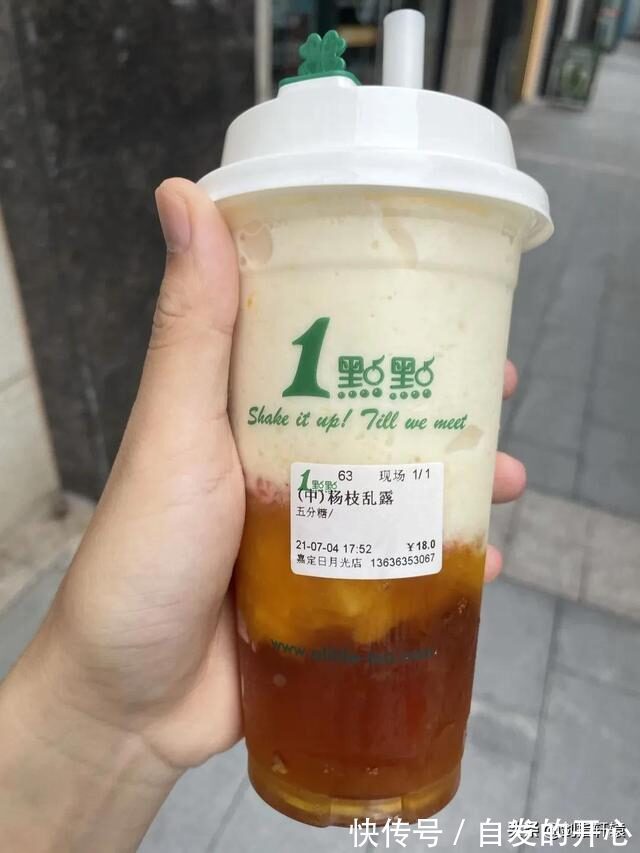 1點點
Shake it up! Till we meet
1點點 63 现场 1/1
(中)杨枝乱露
五分糖/
21-07-04 17:52 ¥18.0
嘉定日月光店 13636353067
快传号 / 自发的开心